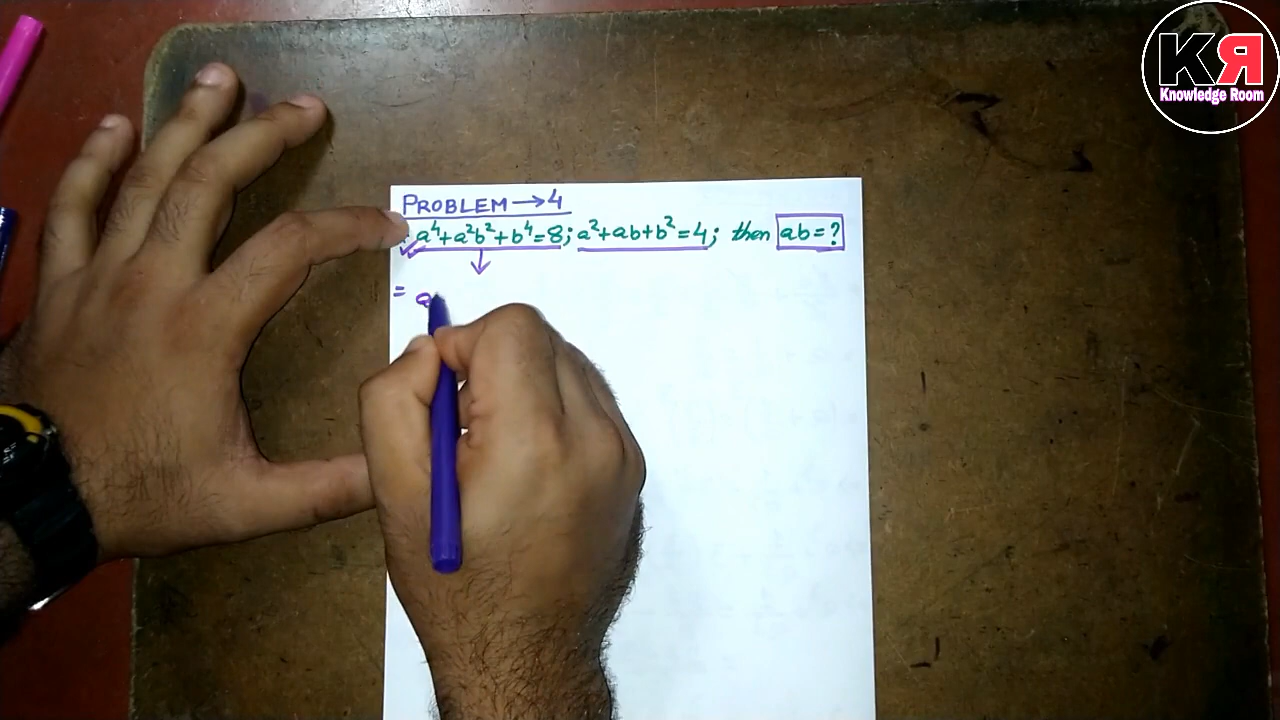 KR
Knowledge Room
PROBLEM → 4
a⁴+a²b²+b⁴=8; a²+ab+b²=4; then ab=?
= a